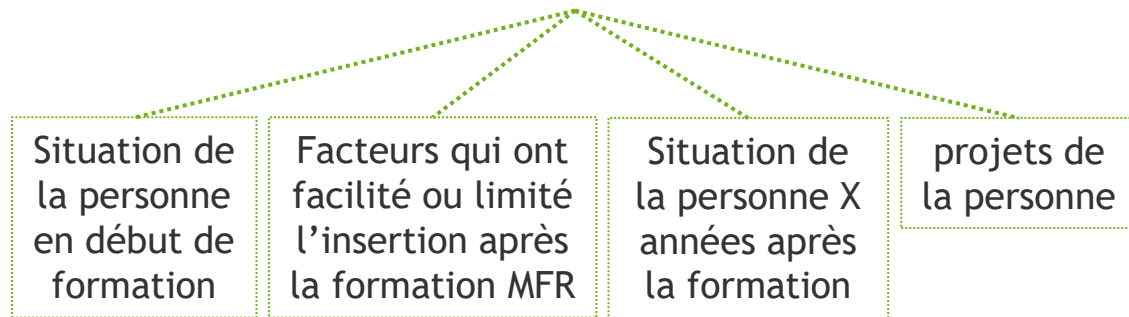 Situation de
la personne
en début de
formation
Facteurs qui ont
facilité ou limité
l’insertion après
la formation MFR
Situation de
la personne X
années après
la formation
projets de
la personne